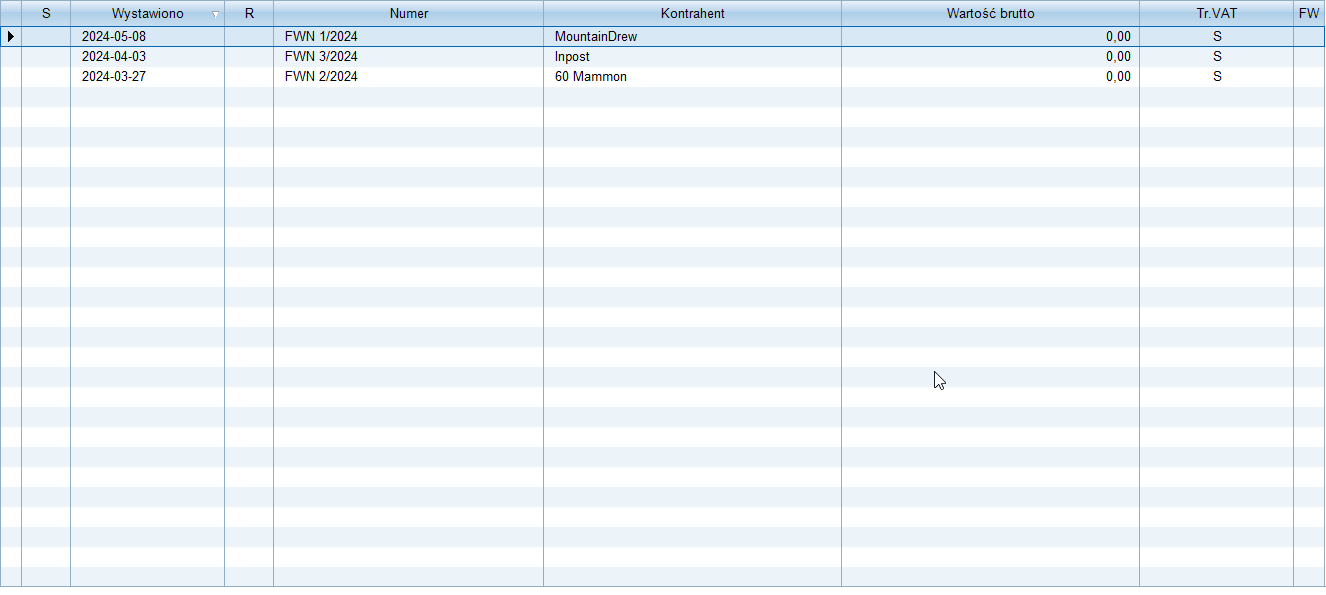 S Wystawiono R Numer Kontrahent Wartość brutto Tr.VAT FW
2024-05-08 FWN 1/2024 MountainDrew 0,00 S
2024-04-03 FWN 3/2024 Inpost 0,00 S
2024-03-27 FWN 2/2024 60 Mammon 0,00 S